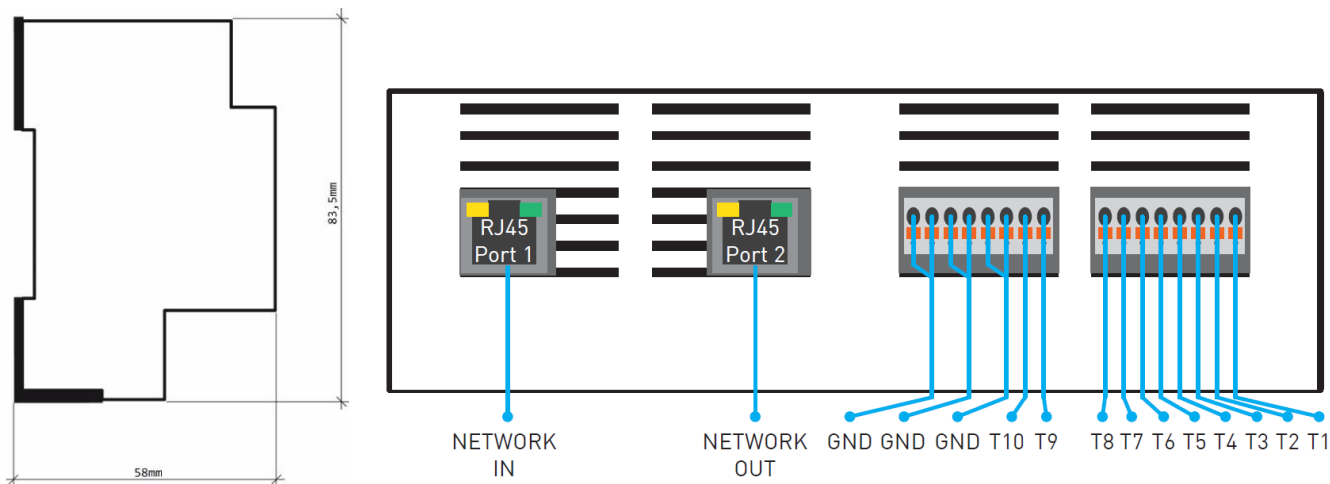 83,5mm
58mm
RJ45
Port 1
RJ45
Port 2
NETWORK
IN
NETWORK
OUT
GND GND GND T10 T9
T8 T7 T6 T5 T4 T3 T2 T1